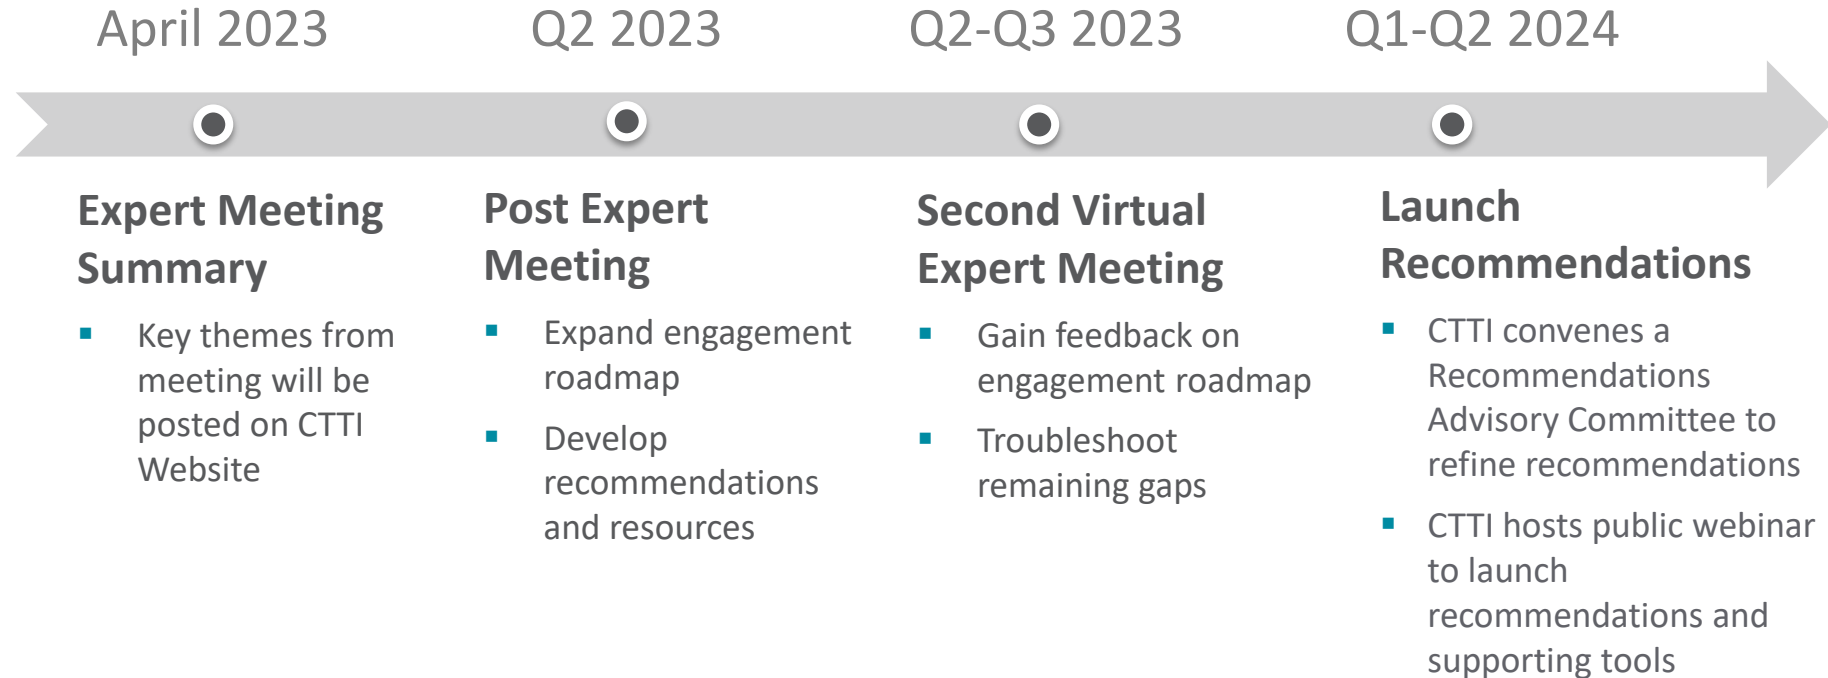 April 2023
Q2 2023
Q2-Q3 2023
Q1-Q2 2024
Expert Meeting
Summary
▪ Key themes from
meeting will be
posted on CTTI
Website
Post Expert
Meeting
▪ Expand engagement
roadmap
▪ Develop
recommendations
and resources
Second Virtual
Expert Meeting
▪ Gain feedback on
engagement roadmap
▪ Troubleshoot
remaining gaps
Launch
Recommendations
▪ CTTI convenes a
Recommendations
Advisory Committee to
refine recommendations
▪ CTTI hosts public webinar
to launch
recommendations and
supporting tools